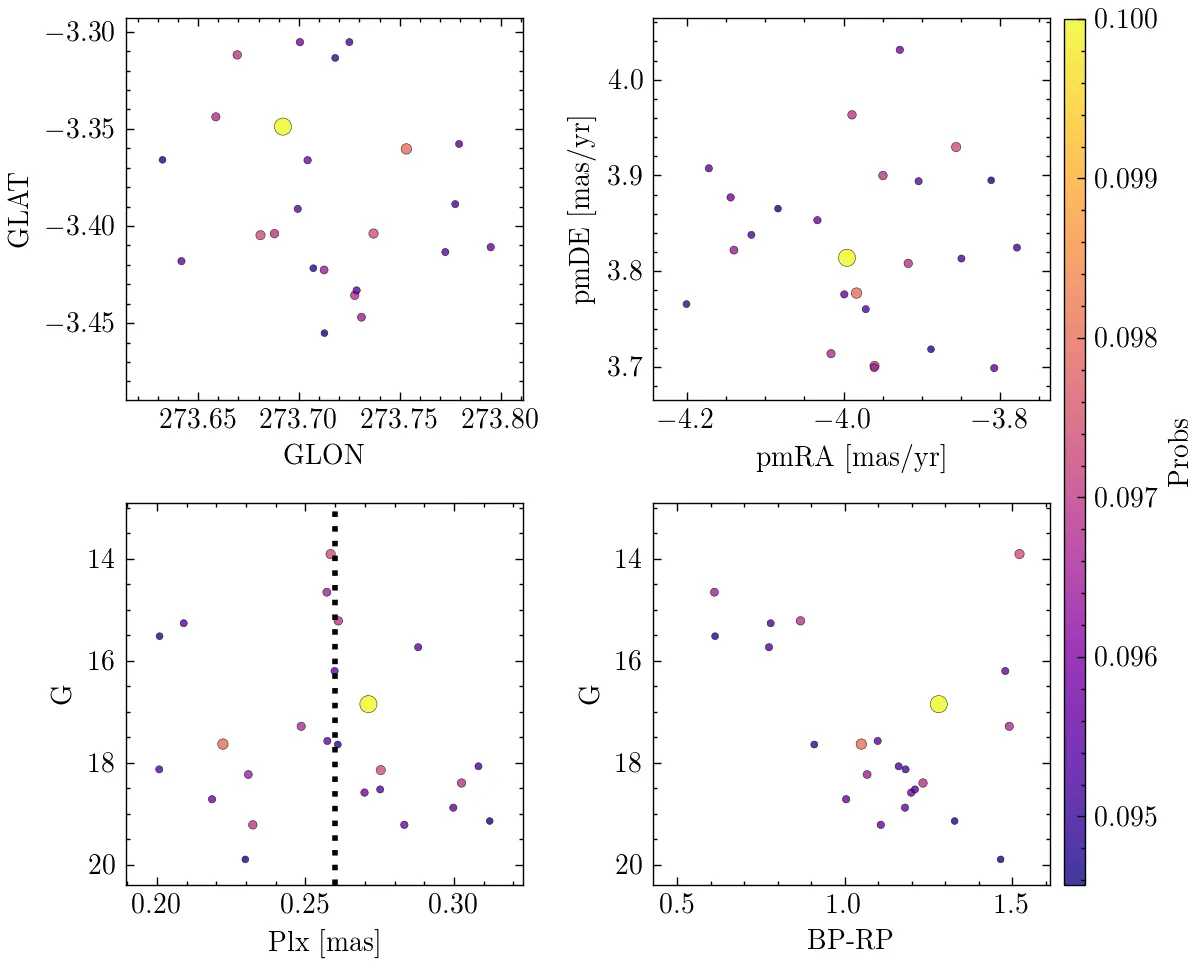 −3.30
−3.35
−3.40
−3.45
GLAT
273.65 273.70 273.75 273.80
GLON
4.0
3.9
3.8
3.7
pmDE [mas/yr]
−4.2 −4.0 −3.8
pmRA [mas/yr]
14
16
18
20
G
0.20 0.25 0.30
Plx [mas]
14
16
18
20
G
0.5 1.0 1.5
BP-RP
0.100
0.099
0.098
0.097
0.096
0.095
Probs